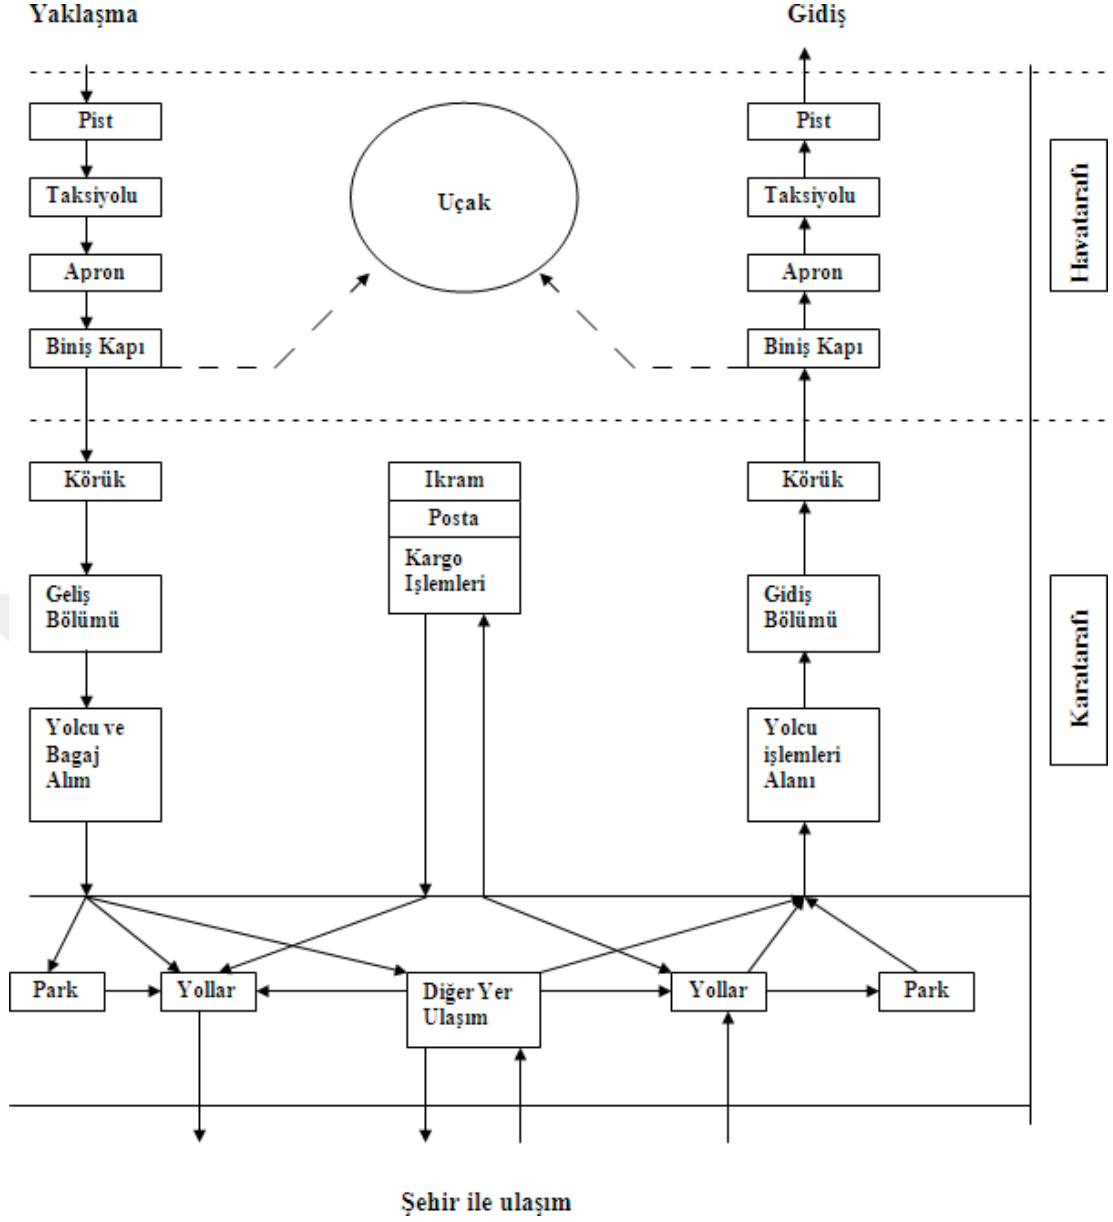 Yaklaşma
Gidiş
Pist
Pist
Taksiyolu
Uçak
Taksiyolu
Apron
Apron
Biniş Kapı
Biniş Kapı
Havatarafı
Körük
Ikram
Körük
Posta
Kargo
Işlemleri
Geliş
Bölümü
Gidiş
Bölümü
Karatarafı
Yolcu ve
Bagaj
Alım
Yolcu
işlemleri
Alanı
Park
Yollar
Diğer Yer
Ulaşım
Yollar
Park
Şehir ile ulaşım